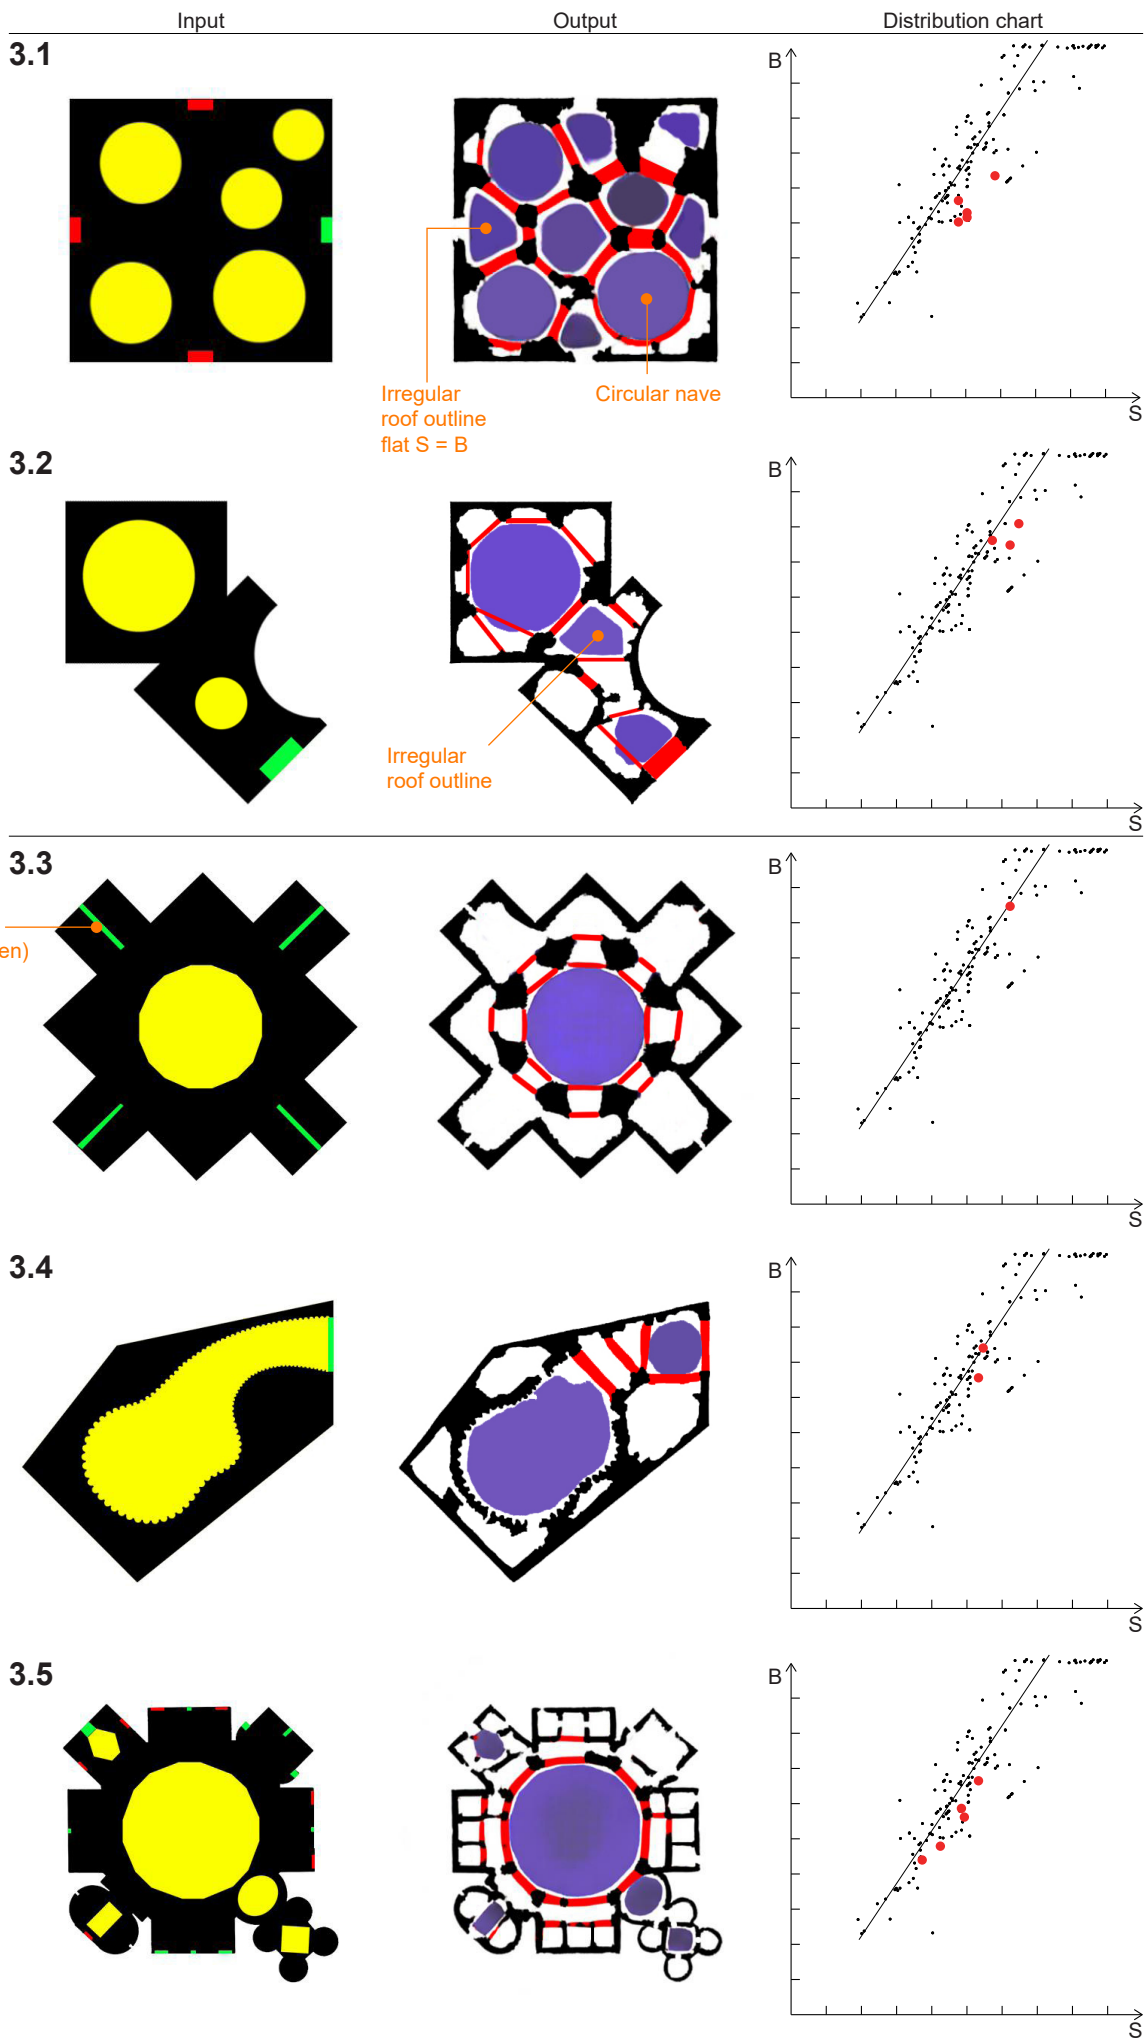 Input Output Distribution chart
3.1
B
S
Irregular
roof outline
flat S = B
Circular nave
3.2
B
S
Irregular
roof outline
3.3
B
S
en)
3.4
B
S
3.5
B
S